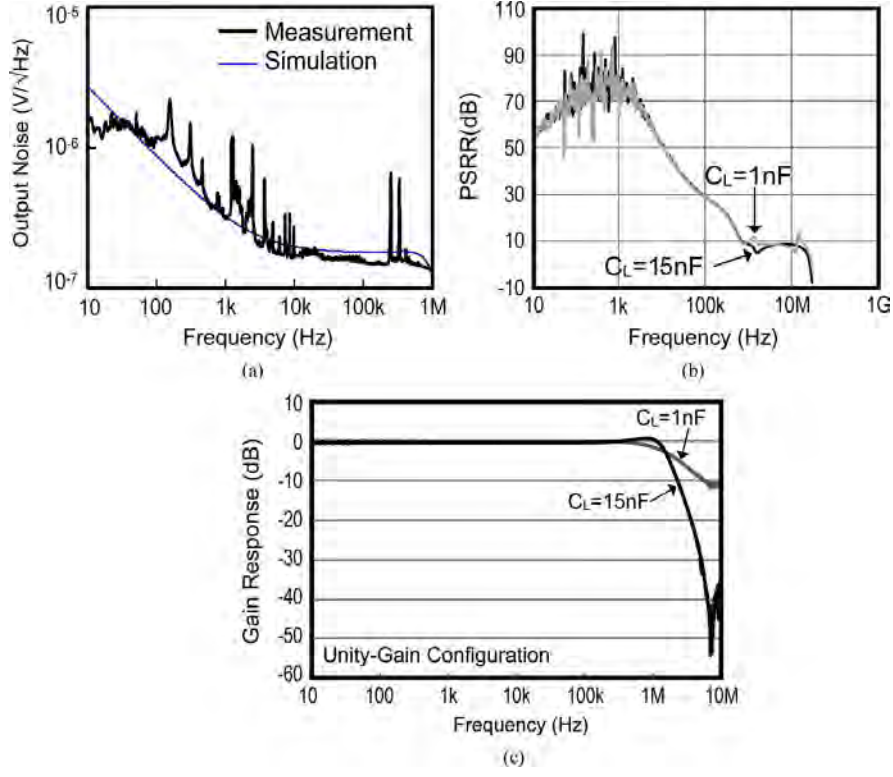 10⁻⁵
10⁻⁶
10⁻⁷
Output Noise (V/√Hz)
Measurement
Simulation
10 100 1k 10k 100k 1M
Frequency (Hz)
(a)
110
90
70
50
30
10
-10
PSRR(dB)
CL=1nF
CL=15nF
10 1k 100k 10M 1G
Frequency (Hz)
(b)
10
0
-10
-20
-30
-40
-50
-60
Gain Response (dB)
CL=1nF
CL=15nF
Unity-Gain Configuration
10 100 1k 10k 100k 1M 10M
Frequency (Hz)
(c)